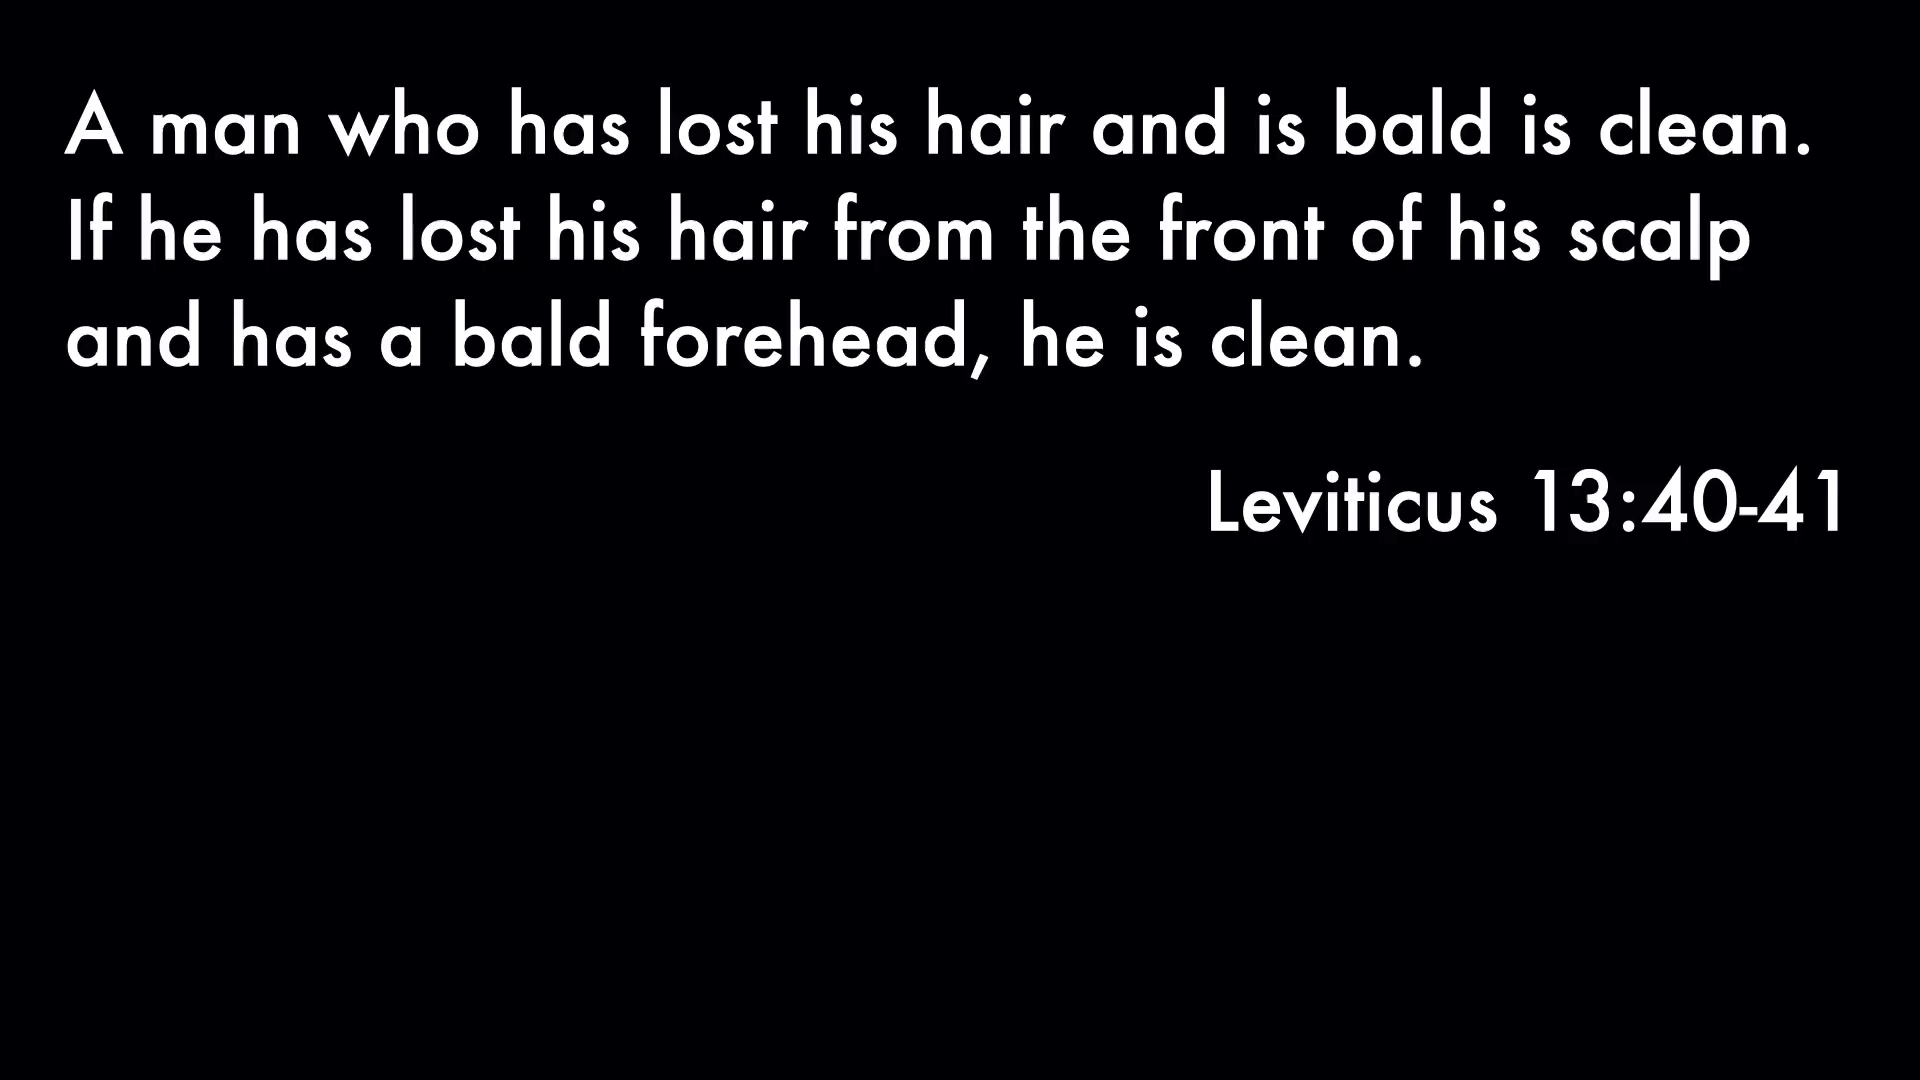 A man who has lost his hair and is bald is clean.
If he has lost his hair from the front of his scalp
and has a bald forehead, he is clean.
Leviticus 13:40-41